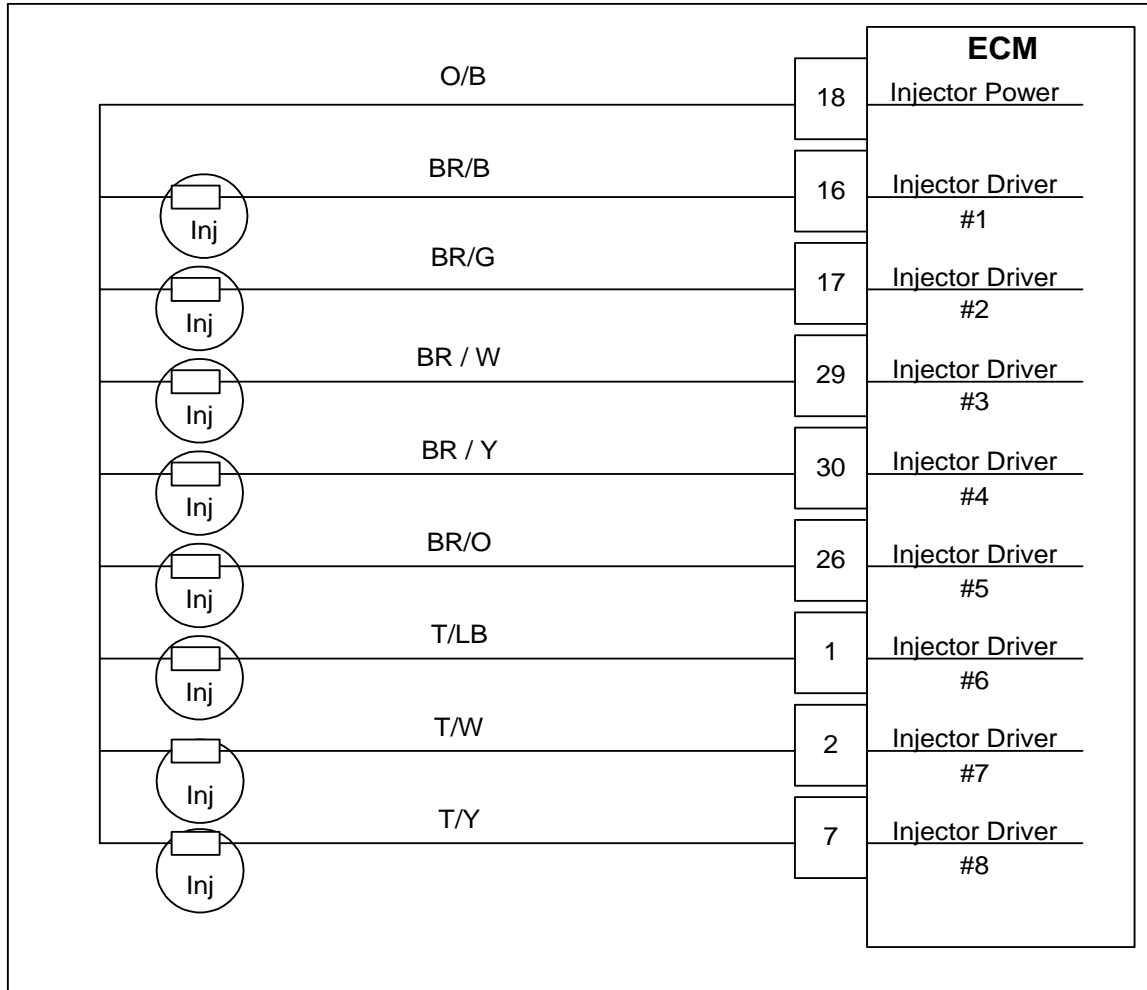 ECM
O/B
18
Injector Power
BR/B
16
Injector Driver
#1
Inj
BR/G
17
Injector Driver
#2
Inj
BR / W
29
Injector Driver
#3
Inj
BR / Y
30
Injector Driver
#4
Inj
BR/O
26
Injector Driver
#5
Inj
T/LB
1
Injector Driver
#6
Inj
T/W
2
Injector Driver
#7
Inj
T/Y
7
Injector Driver
#8
Inj